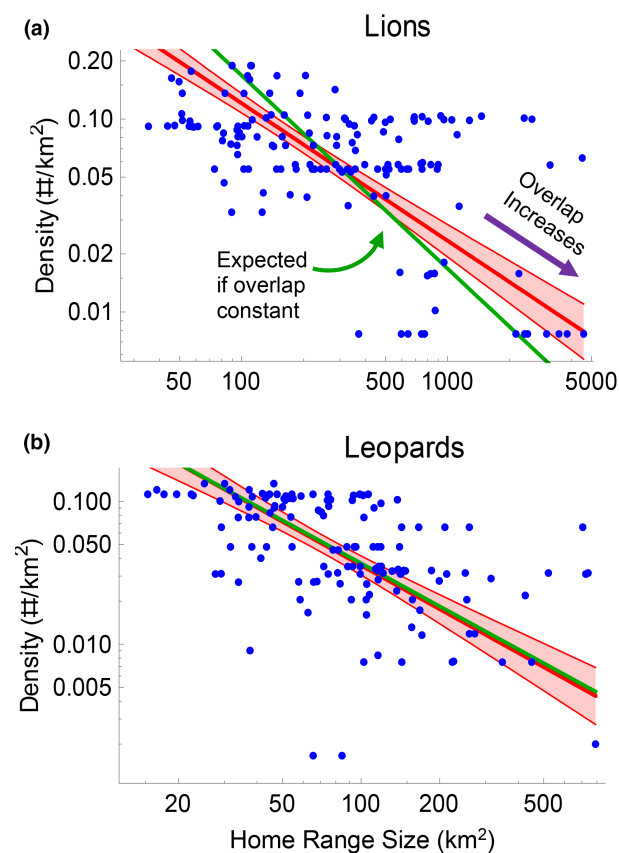 (a)
Lions
Density (#/km²)
0.20
0.10
0.05
0.02
0.01
Overlap
Increases
Expected
if overlap
constant
50
100
500
1000
5000
(b)
Leopards
Density (#/km²)
0.100
0.050
0.010
0.005
20
50
100
200
500
Home Range Size (km²)